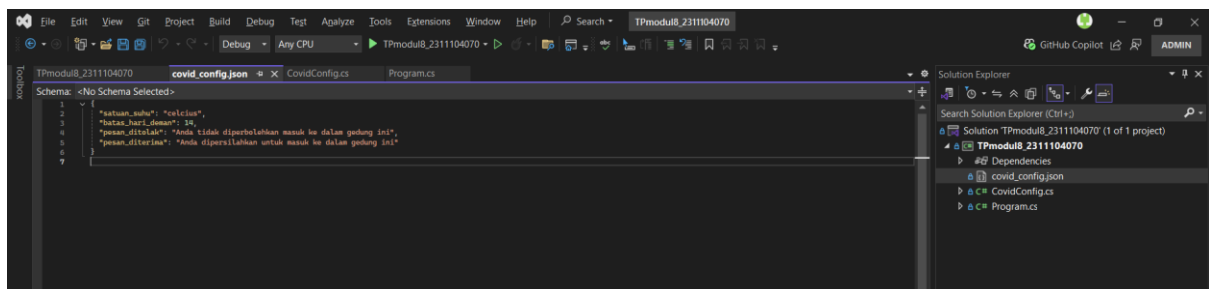 File Edit View Git Project Build Debug Test Analyze Tools Extensions Window Help Search TPmodul8_2311104070
Debug Any CPU TPmodul8_2311104070 GitHub Copilot ADMIN
Toolbox
TPmodul8_2311104070 covid_config.json CovidConfig.cs Program.cs
Schema: <No Schema Selected>
1 {
2 "satuan_suhu": "celcius",
3 "batas_hari_deman": 14,
4 "pesan_ditolak": "Anda tidak diperbolehkan masuk ke dalam gedung ini",
5 "pesan_diterima": "Anda dipersilahkan untuk masuk ke dalam gedung ini"
6 }
7
Solution Explorer
Search Solution Explorer (Ctrl+;)
Solution 'TPmodul8_2311104070' (1 of 1 project)
TPmodul8_2311104070
Dependencies
covid_config.json
C# CovidConfig.cs
C# Program.cs